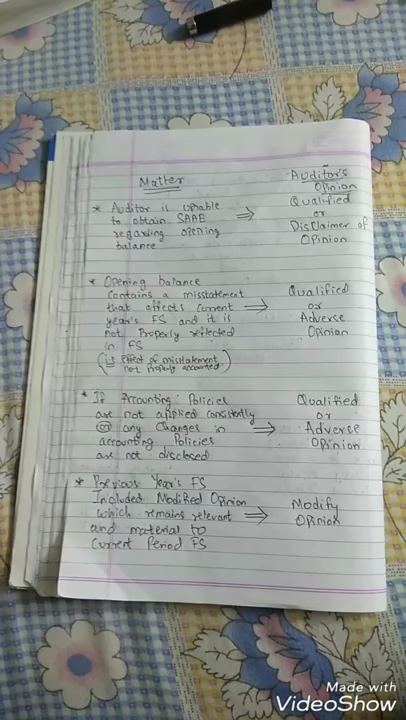 Matter
Auditor's
Opinion
* Auditor is unable
to obtain SAAE
regarding opening
balance
⇒
Qualified
or
Disclaimer of
Opinion
* Opening balance
contains a misstatement
that affects current
year's FS and it is
not Properly reflected
in FS
(ie effect of misstatement
not properly accounted)
⇒
Qualified
or
Adverse
Opinion
* If Accounting Policies
are not applied consistently
OR any Changes in
accounting Policies
are not disclosed
⇒
Qualified
or
Adverse
Opinion
* Previous Year's FS
Included Modified Opinion
which remains relevant
and material to
Current Period FS
⇒
Modify
Opinion
Made with
VideoShow